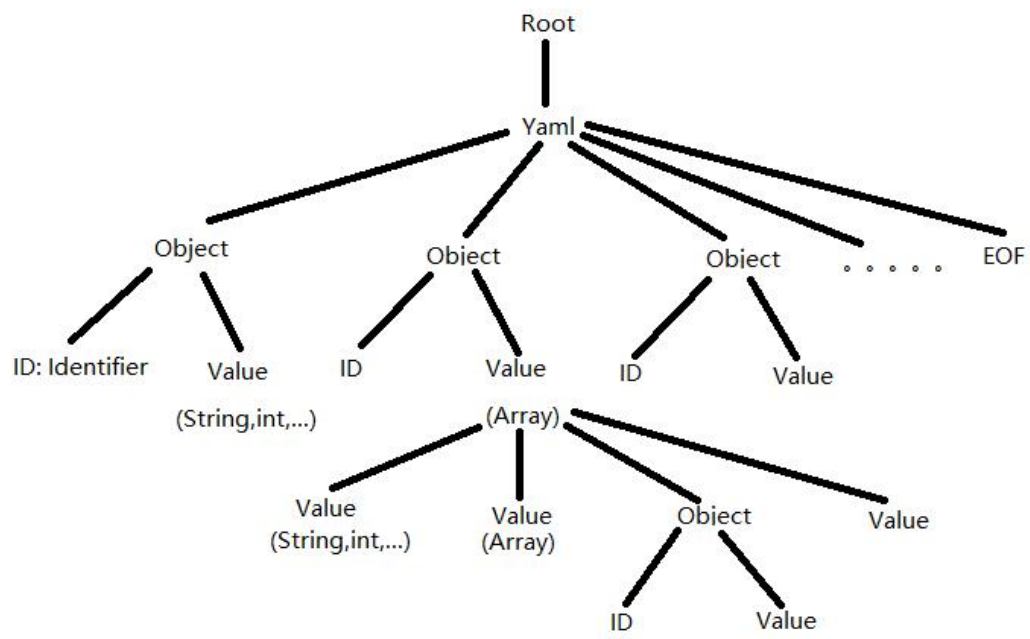 Root
Yaml
Object
Object
Object
。。。。。
EOF
ID: Identifier
Value
ID
Value
ID
Value
(String,int,...)
(Array)
Value
Value
Object
Value
(String,int,...)
(Array)
ID
Value